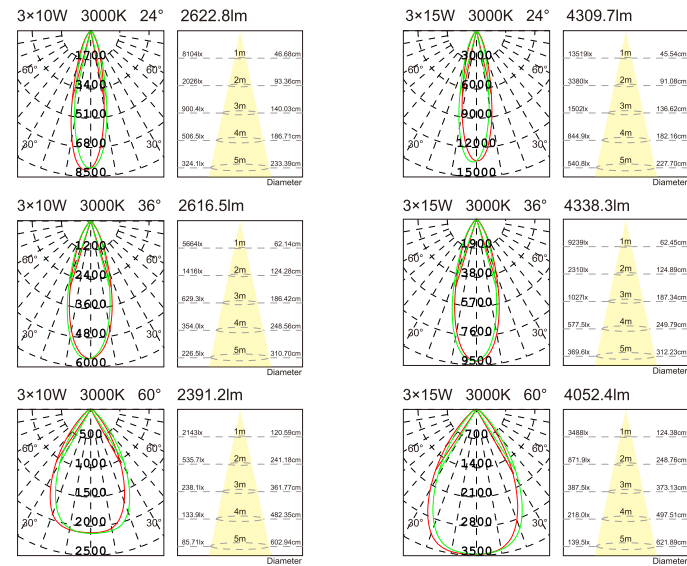 3×10W 3000K 24° 2622.8lm
1700
3400
5100
6800
8500
60° 60°
30° 30°
8104lx 1m 46.68cm
2026lx 2m 93.36cm
900.4lx 3m 140.03cm
506.5lx 4m 186.71cm
324.1lx 5m 233.39cm
Diameter
3×15W 3000K 24° 4309.7lm
3000
6000
9000
12000
15000
60° 60°
30° 30°
13519lx 1m 45.54cm
3380lx 2m 91.08cm
1502lx 3m 136.62cm
844.9lx 4m 182.16cm
540.8lx 5m 227.70cm
Diameter
3×10W 3000K 36° 2616.5lm
1200
2400
3600
4800
6000
60° 60°
30° 30°
5664lx 1m 62.14cm
1416lx 2m 124.28cm
629.3lx 3m 186.42cm
354.0lx 4m 248.56cm
226.5lx 5m 310.70cm
Diameter
3×15W 3000K 36° 4338.3lm
1900
3800
5700
7600
9500
60° 60°
30° 30°
9239lx 1m 62.45cm
2310lx 2m 124.89cm
1027lx 3m 187.34cm
577.5lx 4m 249.79cm
369.6lx 5m 312.23cm
Diameter
3×10W 3000K 60° 2391.2lm
500
1000
1500
2000
2500
60° 60°
30° 30°
2143lx 1m 120.59cm
535.7lx 2m 241.18cm
238.1lx 3m 361.77cm
133.9lx 4m 482.35cm
85.71lx 5m 602.94cm
Diameter
3×15W 3000K 60° 4052.4lm
700
1400
2100
2800
3500
60° 60°
30° 30°
3488lx 1m 124.38cm
871.9lx 2m 248.76cm
387.5lx 3m 373.13cm
218.0lx 4m 497.51cm
139.5lx 5m 621.89cm
Diameter